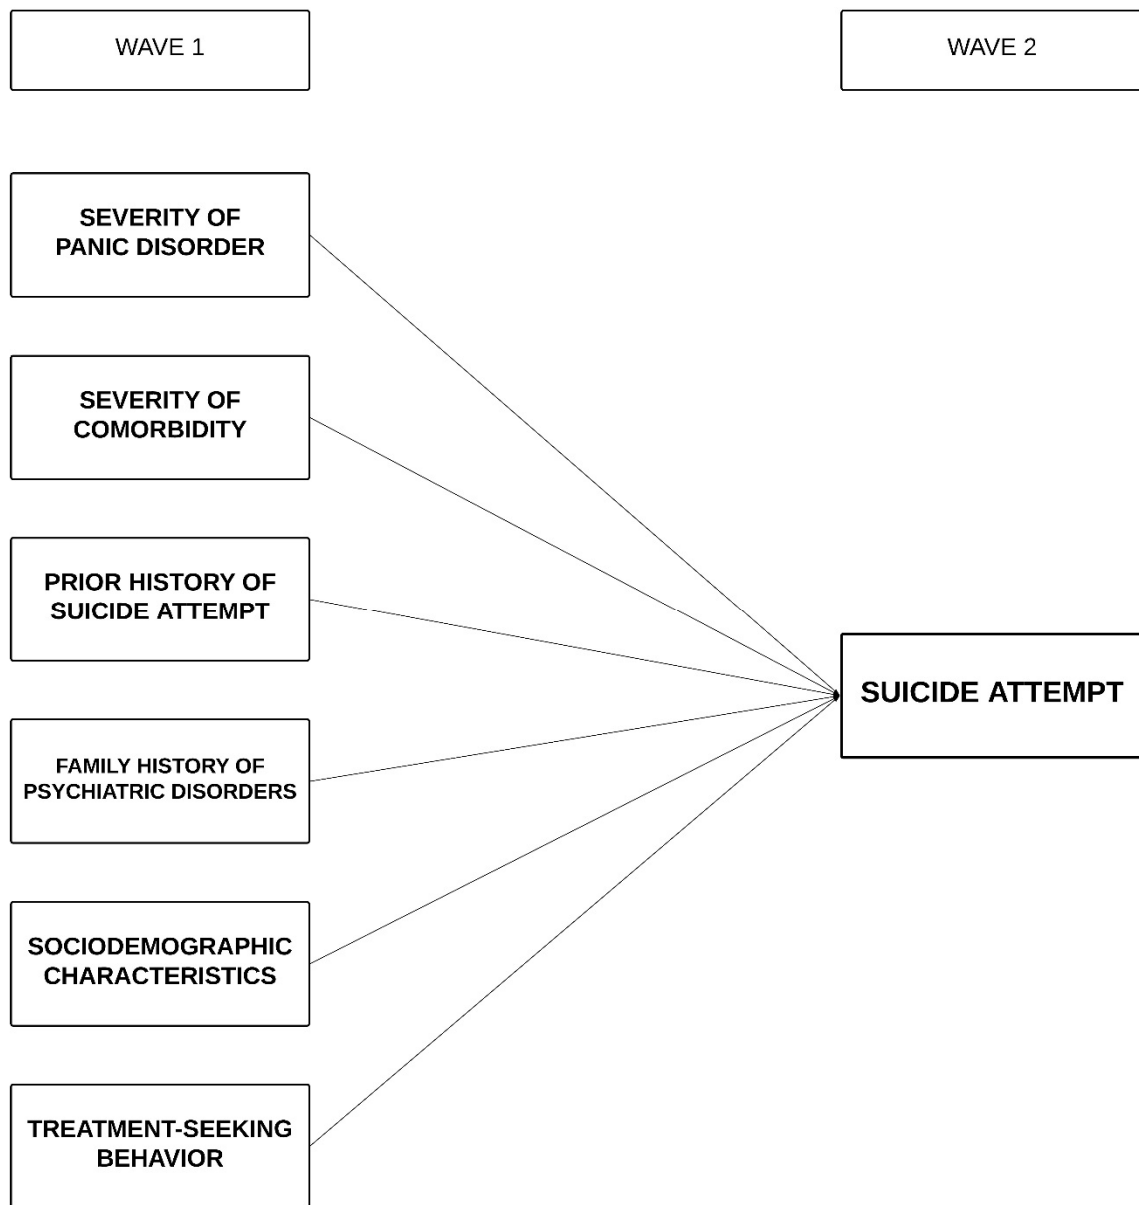 WAVE 1
WAVE 2
SEVERITY OF
PANIC DISORDER
SEVERITY OF
COMORBIDITY
PRIOR HISTORY OF
SUICIDE ATTEMPT
FAMILY HISTORY OF
PSYCHIATRIC DISORDERS
SOCIODEMOGRAPHIC
CHARACTERISTICS
TREATMENT-SEEKING
BEHAVIOR
SUICIDE ATTEMPT